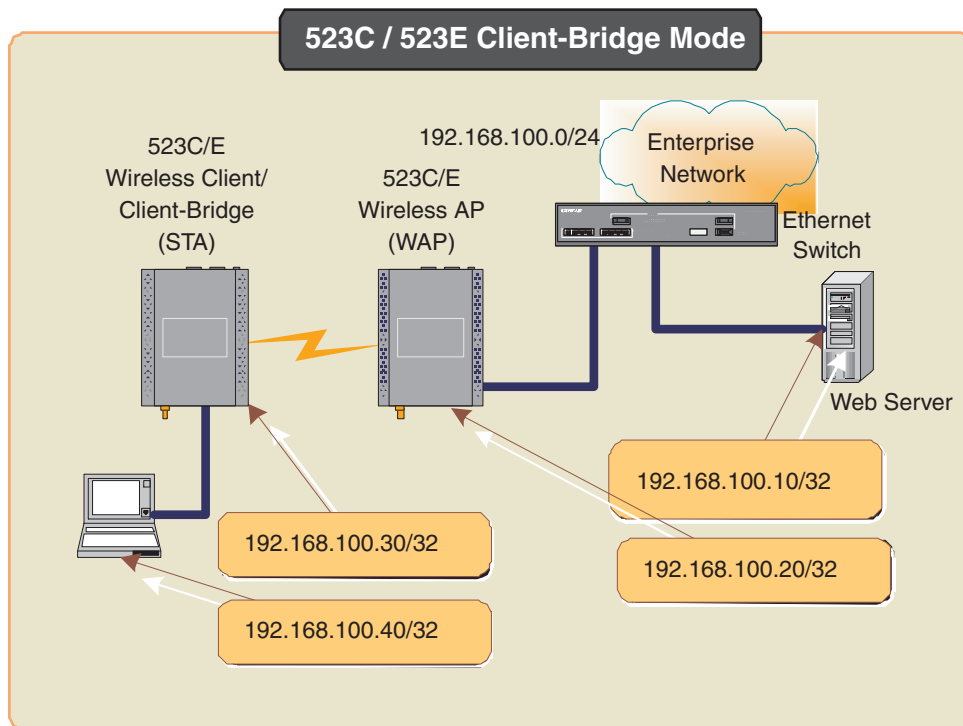 523C / 523E Client-Bridge Mode
192.168.100.0/24
Enterprise
Network
523C/E
Wireless Client/
Client-Bridge
(STA)
523C/E
Wireless AP
(WAP)
Ethernet
Switch
Web Server
192.168.100.10/32
192.168.100.30/32
192.168.100.20/32
192.168.100.40/32